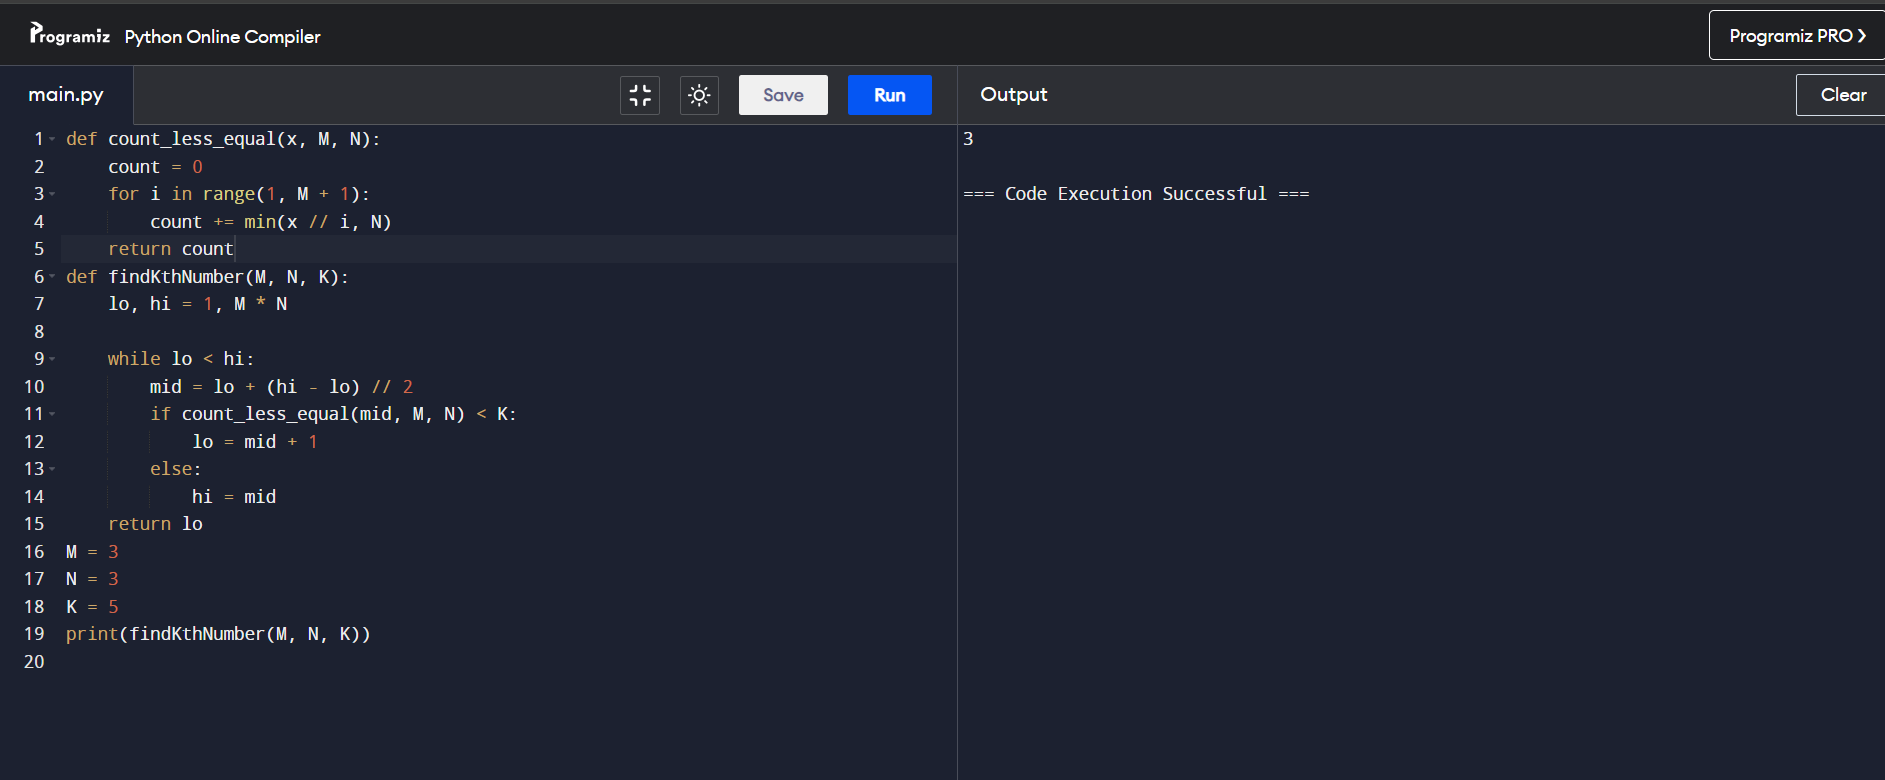 Programiz Python Online Compiler
Programiz PRO ❯
main.py
Save
Run
Output
Clear
1 def count_less_equal(x, M, N):
2     count = 0
3     for i in range(1, M + 1):
4         count += min(x // i, N)
5     return count
6 def findKthNumber(M, N, K):
7     lo, hi = 1, M * N
8
9     while lo < hi:
10         mid = lo + (hi - lo) // 2
11         if count_less_equal(mid, M, N) < K:
12             lo = mid + 1
13         else:
14             hi = mid
15     return lo
16 M = 3
17 N = 3
18 K = 5
19 print(findKthNumber(M, N, K))
20
3
=== Code Execution Successful ===